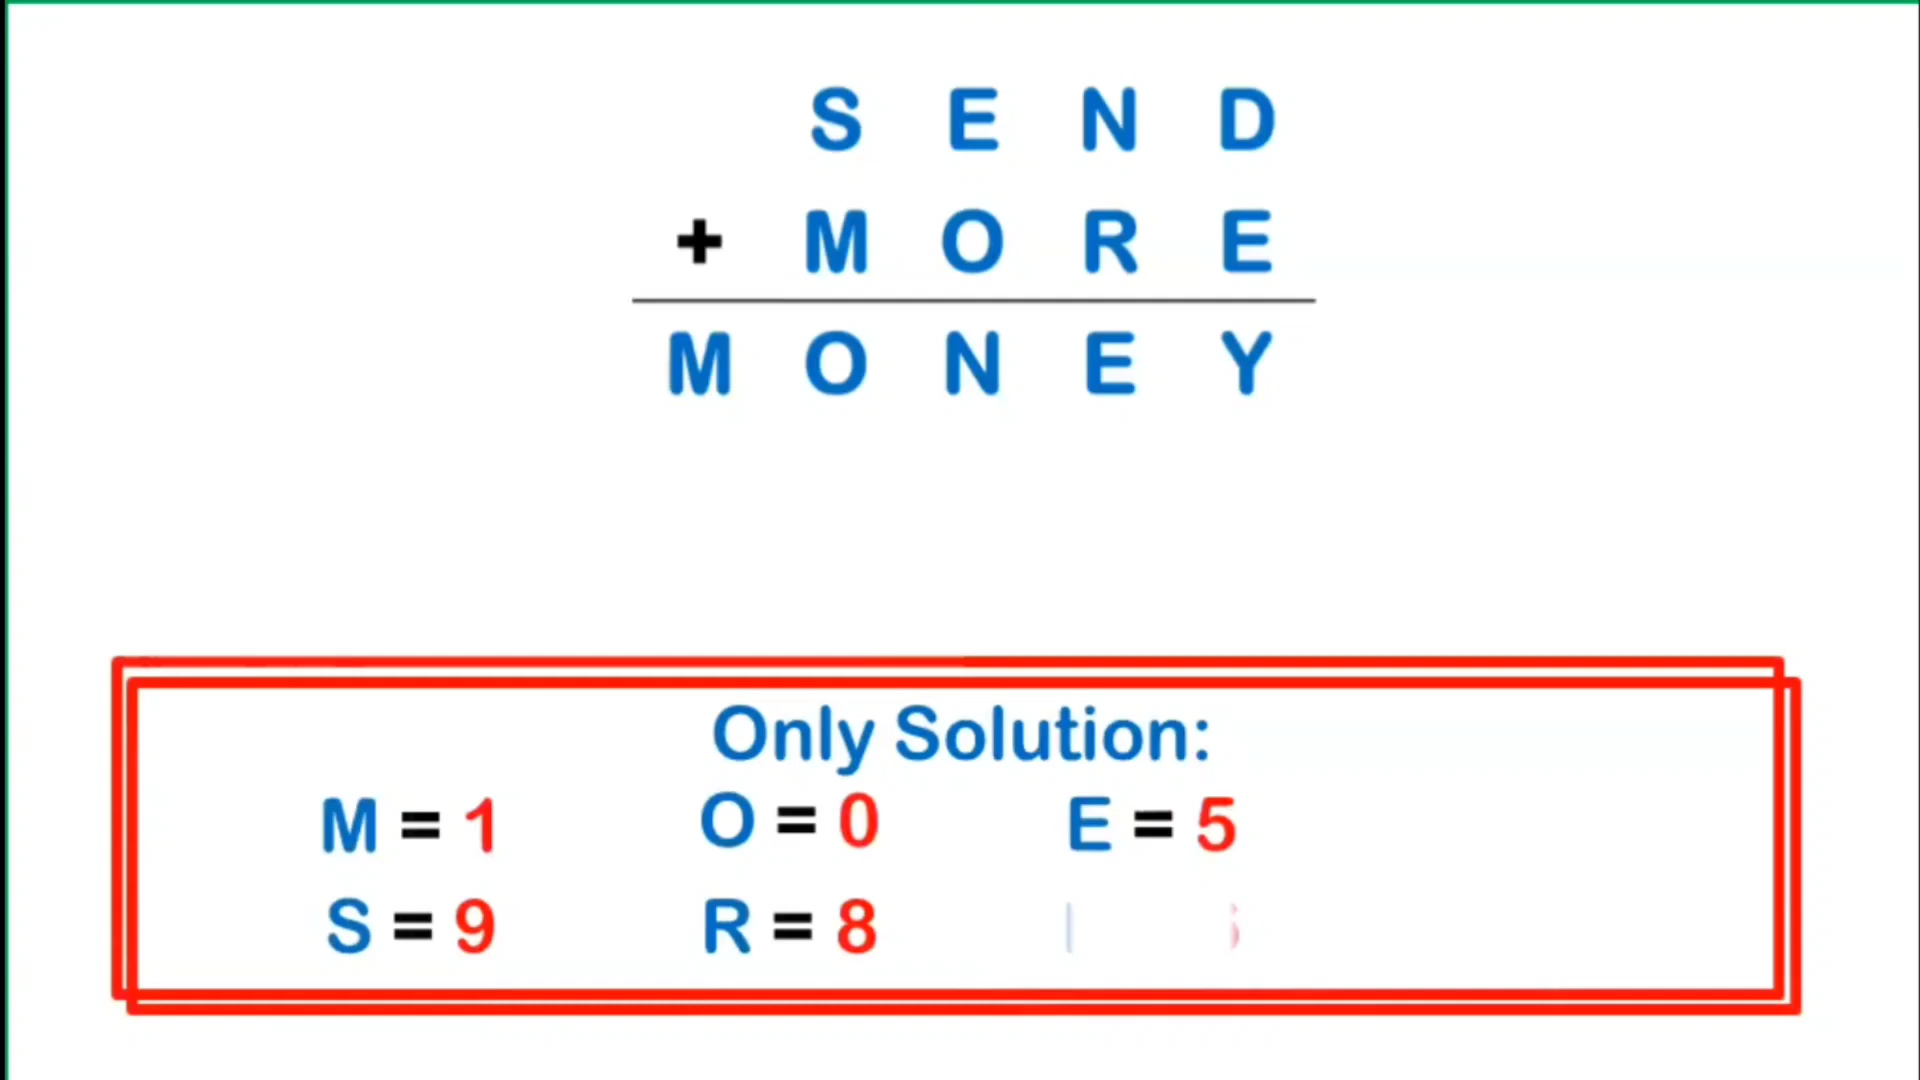 S E N D
+ M O R E
M O N E Y
Only Solution:
M = 1 O = 0 E = 5
S = 9 R = 8